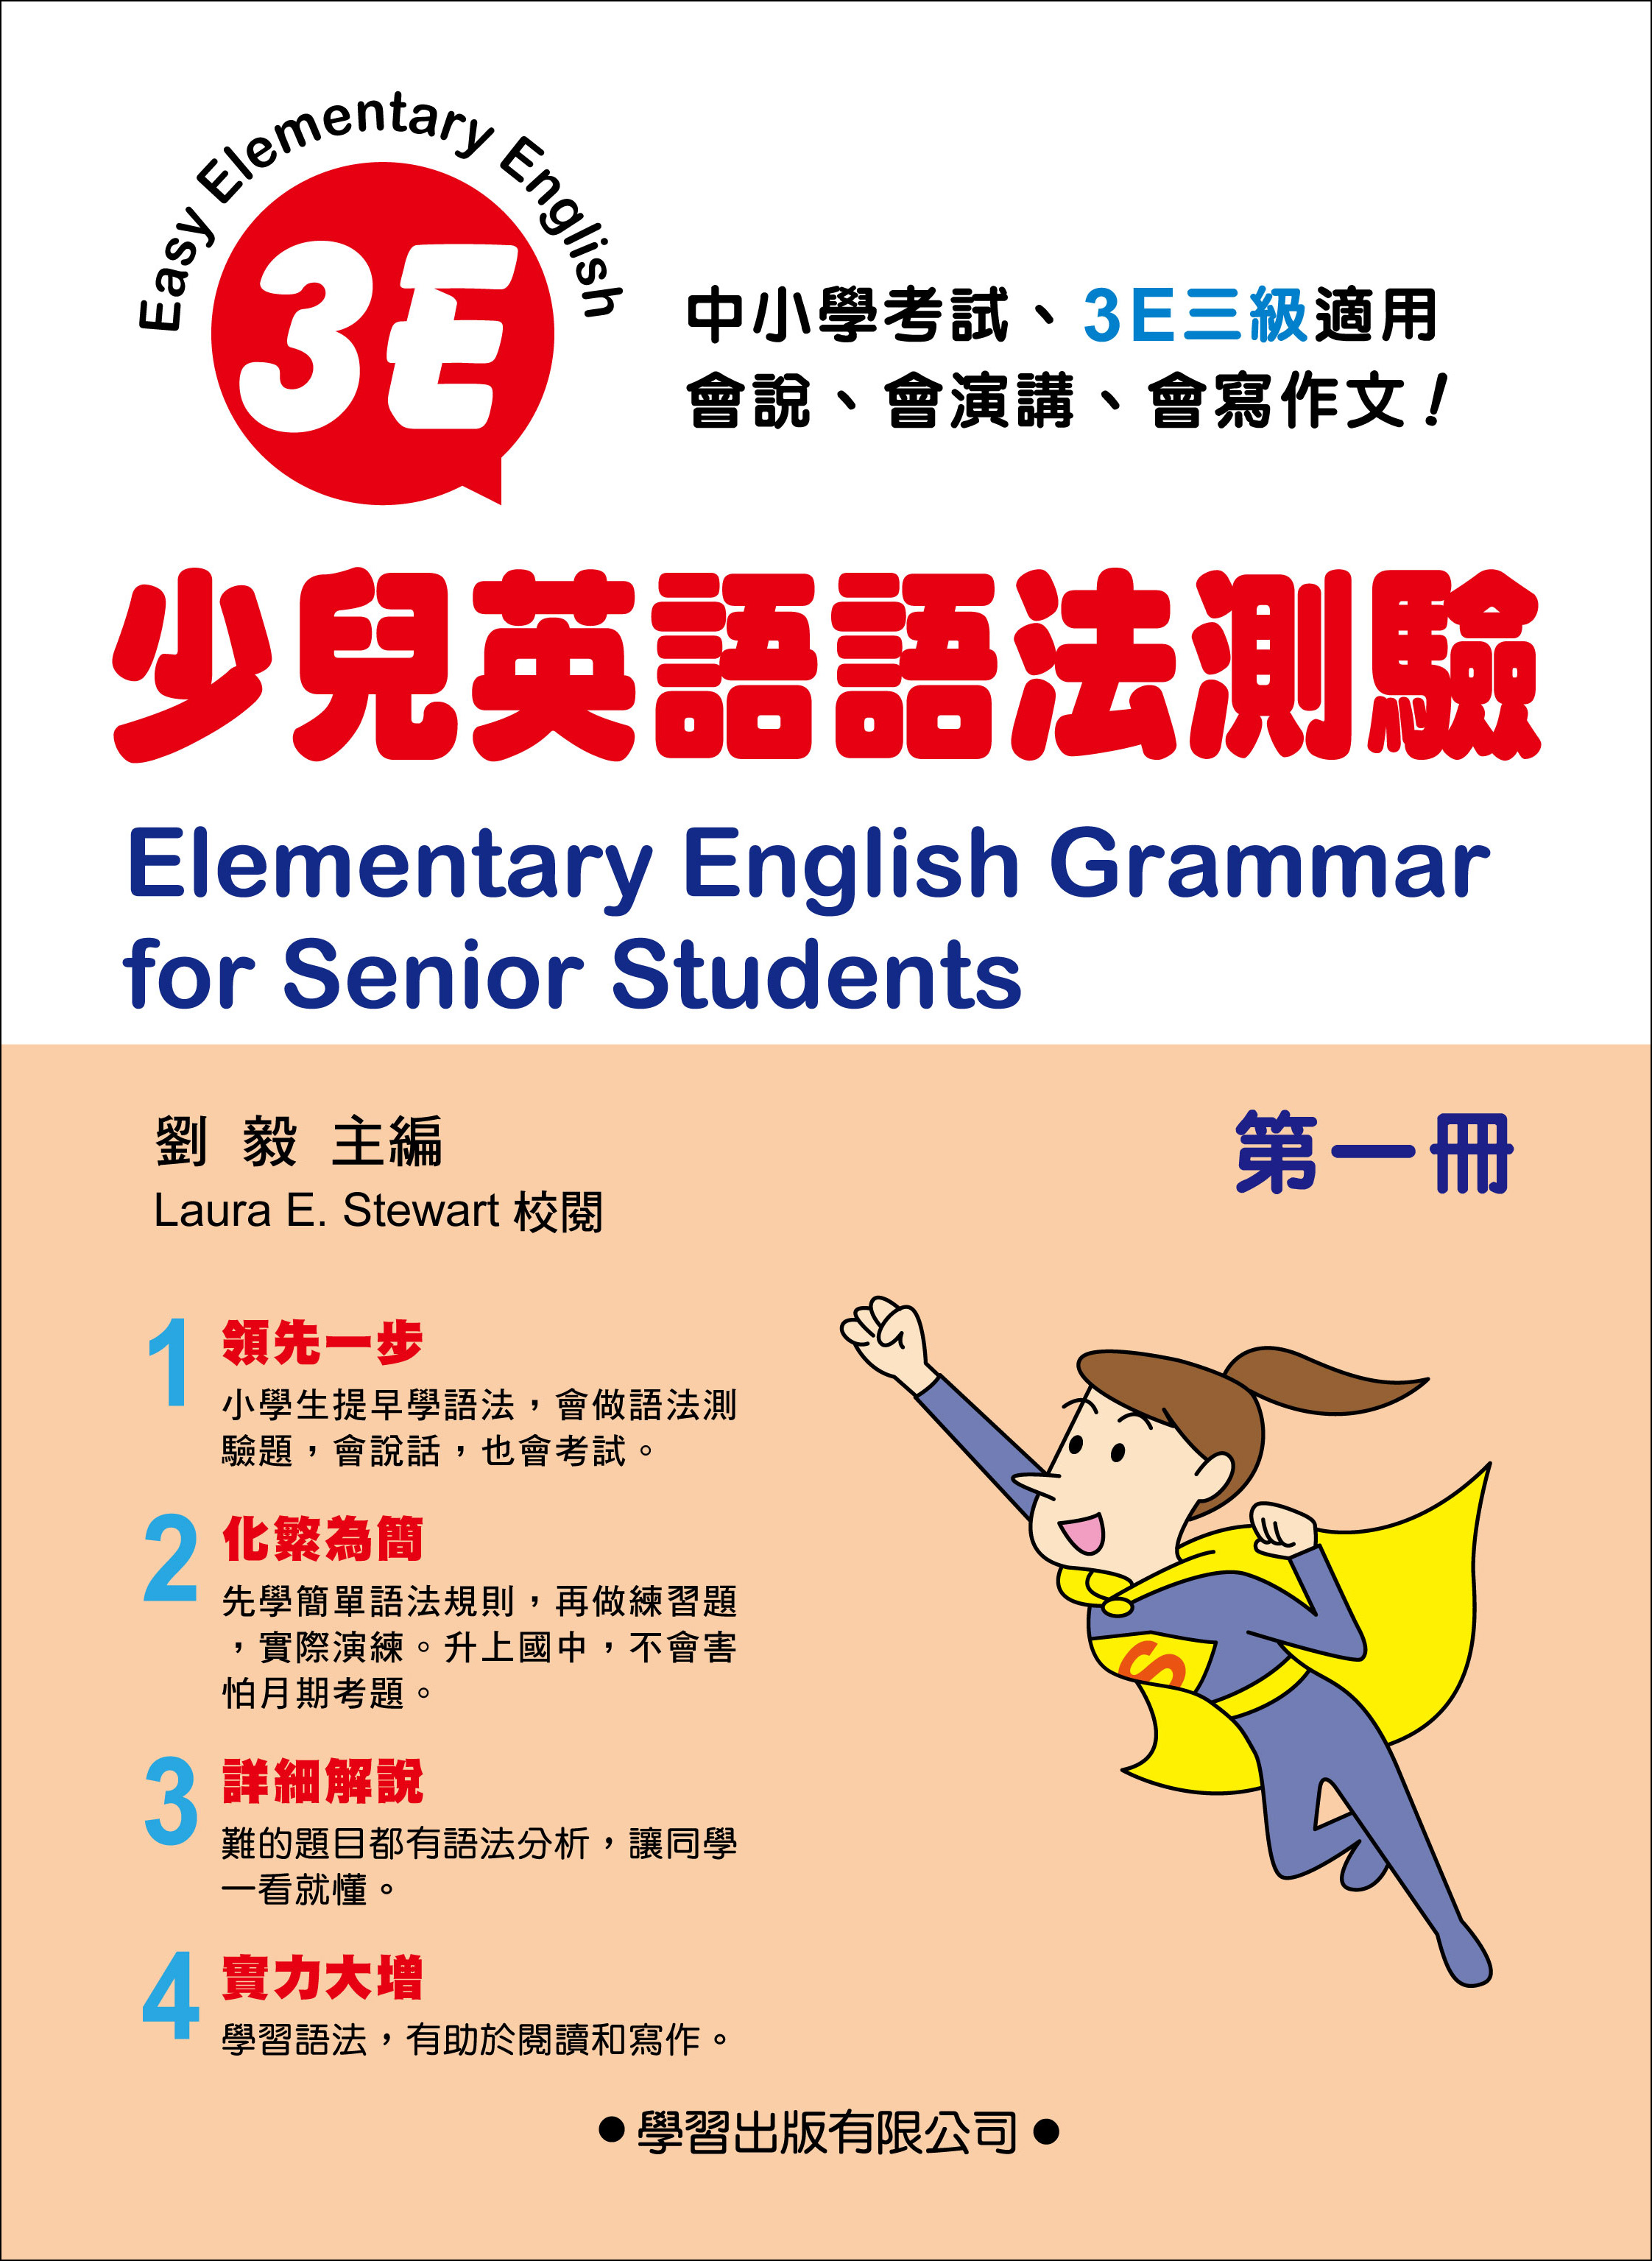 Easy Elementary English
3E
中小學考試、3E三級適用
會說、會演講、會寫作文!
少兒英語語法測驗
Elementary English Grammar
for Senior Students
劉 毅 主編
Laura E. Stewart 校閱
第一冊
1 領先一步
小學生提早學語法,會做語法測
驗題,會說話,也會考試。
2 化繁為簡
先學簡單語法規則,再做練習題
,實際演練。升上國中,不會害
怕月期考題。
3 詳細解說
難的題目都有語法分析,讓同學
一看就懂。
4 實力大增
學習語法,有助於閱讀和寫作。
S
● 學習出版有限公司 ●